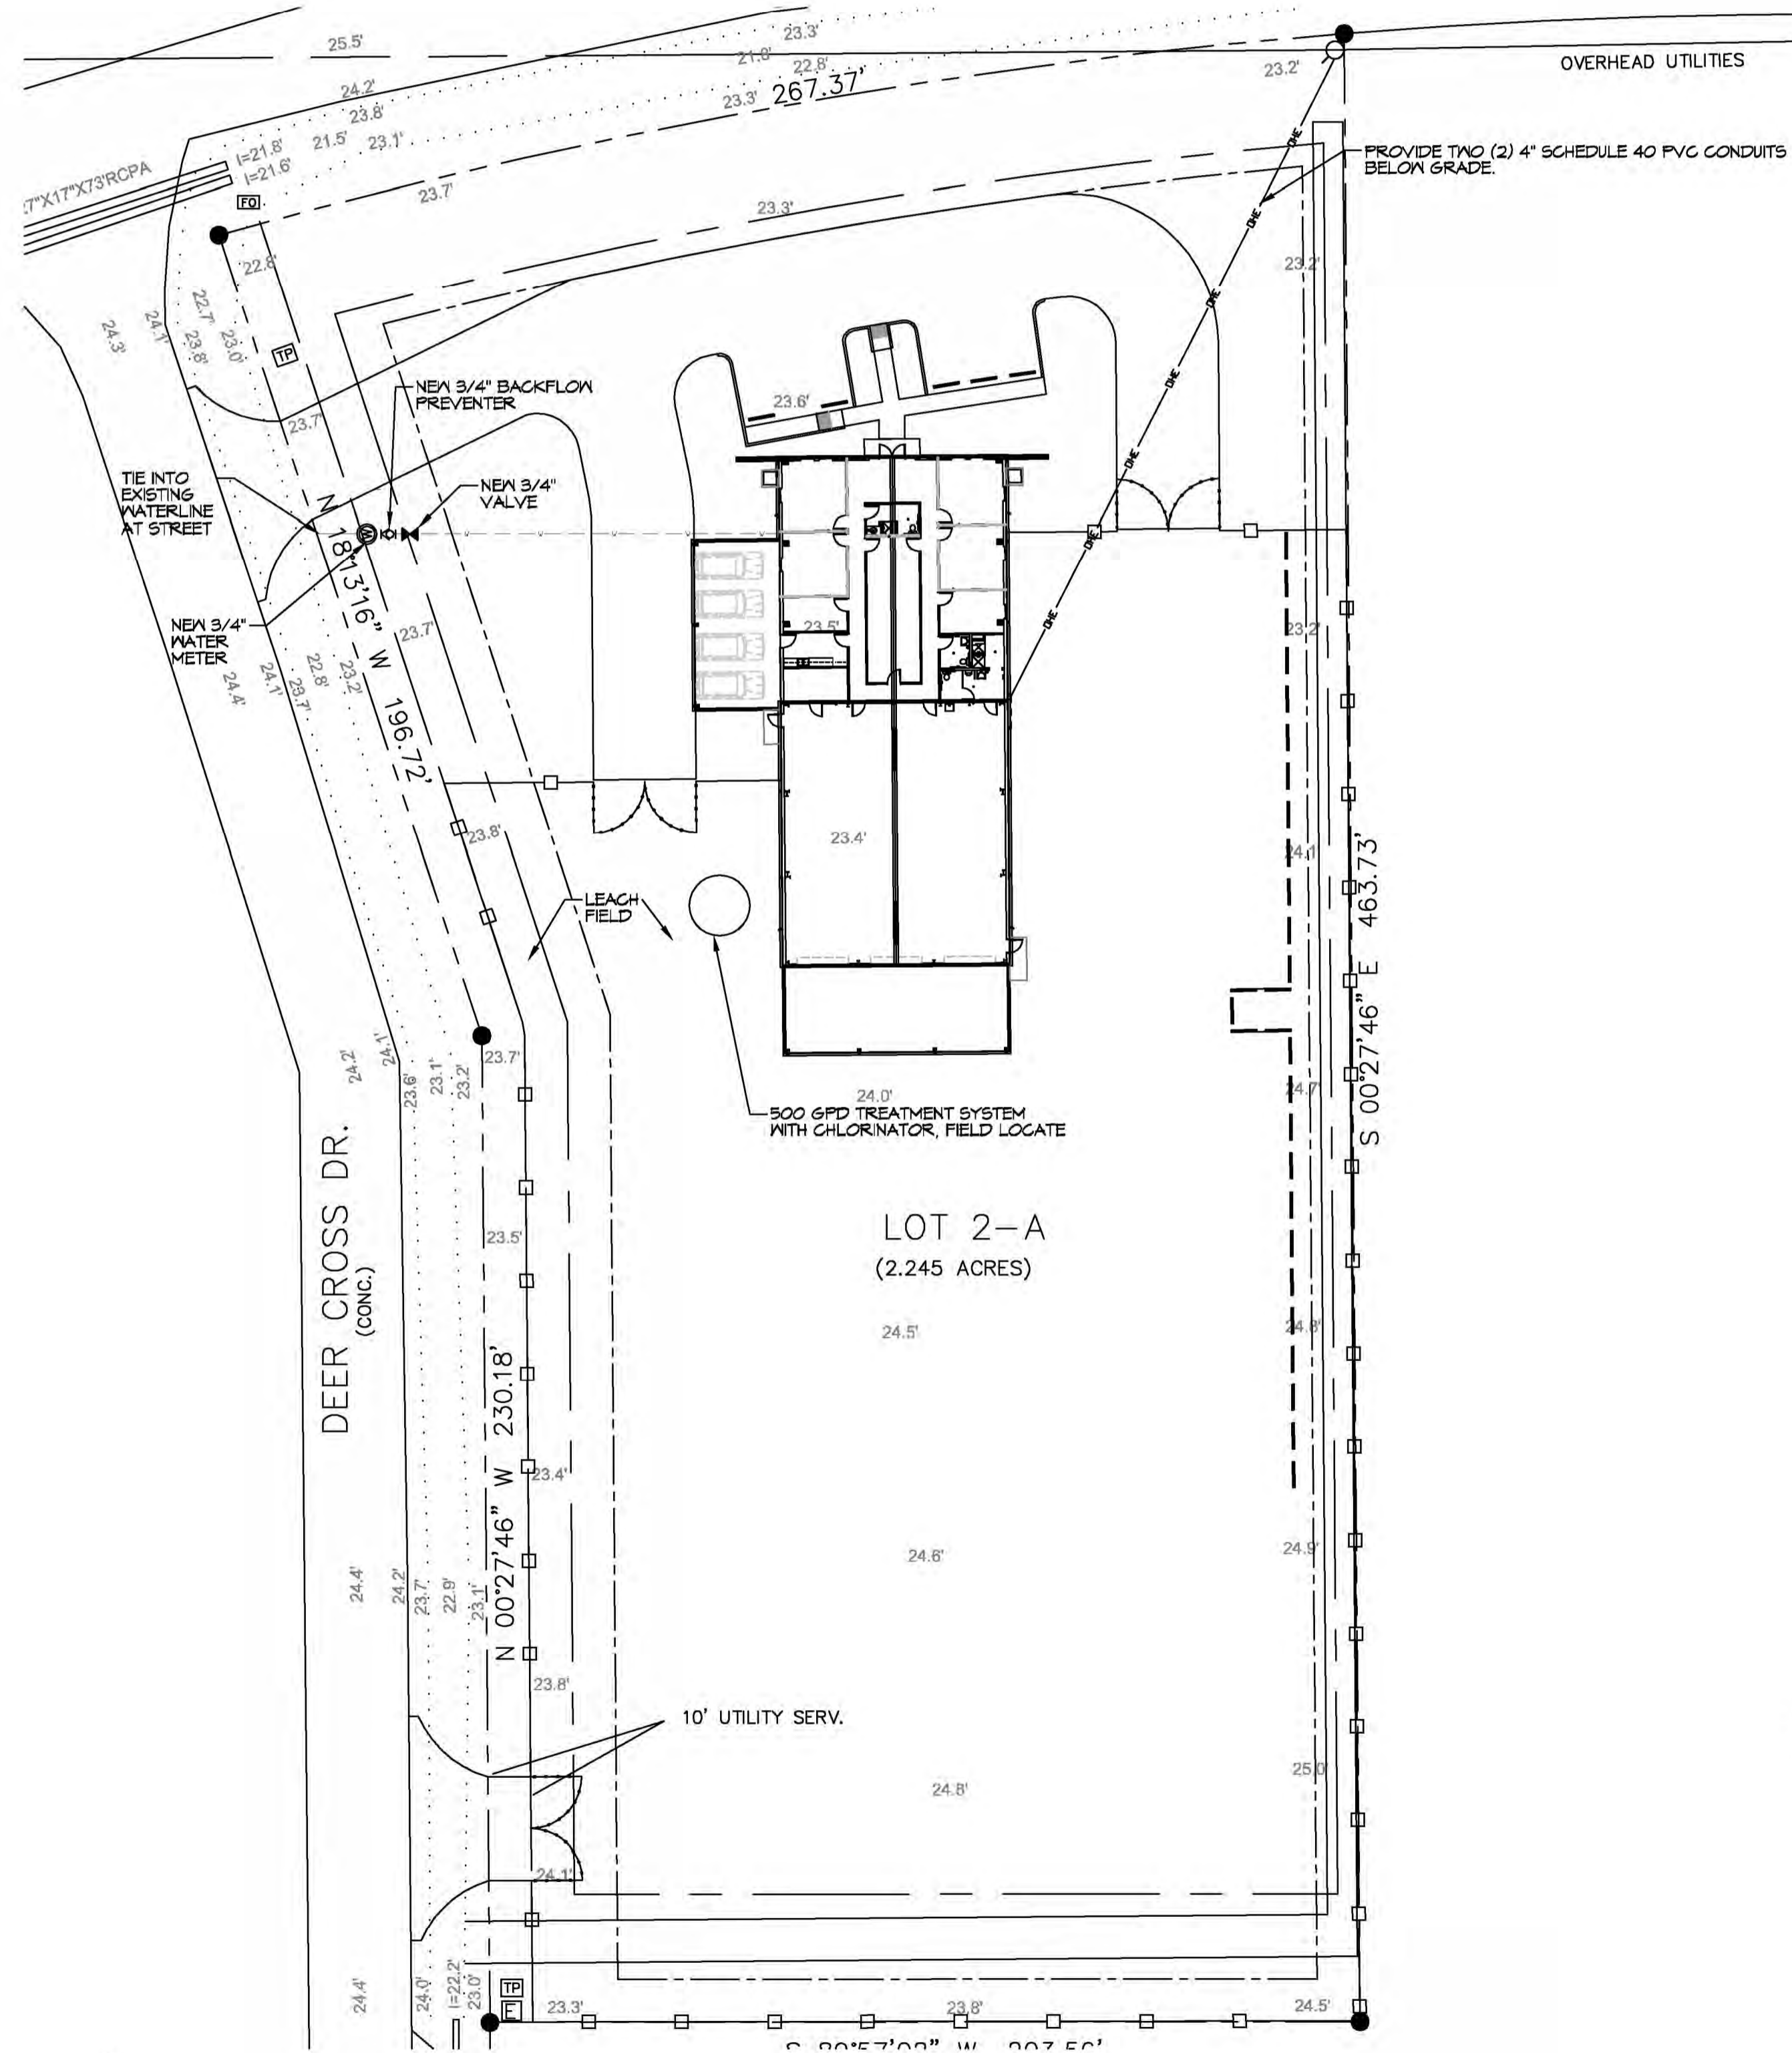 25.5'
23.3'
21.8'
22.8'
23.2'
OVERHEAD UTILITIES
24.2'
23.8'
23.3'
267.37'
21.5'
23.1'
I=21.8'
I=21.6'
7"X17"X73'RCPA
OHE
PROVIDE TWO (2) 4" SCHEDULE 40 PVC CONDUITS
BELOW GRADE.
FO
23.7'
23.3'
OHE
22.8'
23.2'
22.7'
23.0'
24.3'
24.1'
23.8'
OHE
TP
NEW 3/4" BACKFLOW
PREVENTER
OHE
23.6'
23.7'
OHE
TIE INTO
EXISTING
WATERLINE
AT STREET
NEW 3/4"
VALVE
W
OHE
N 18°13'16" W 196.72'
NEW 3/4"
WATER
METER
23.7'
23.5'
OHE
23.2'
24.4'
24.1'
23.7'
22.8'
23.2'
23.8'
23.4'
24.1'
S 00°27'46" E 463.73'
LEACH
FIELD
24.2'
24.1'
23.6'
23.1'
23.2'
23.7'
24.0'
24.7'
500 GPD TREATMENT SYSTEM
WITH CHLORINATOR, FIELD LOCATE
DEER CROSS DR.
(CONC.)
LOT 2-A
(2.245 ACRES)
23.5'
24.5'
24.8'
N 00°27'46" W 230.18'
23.4'
24.6'
24.9'
24.4'
24.2'
23.7'
22.9'
23.1'
23.8'
10' UTILITY SERV.
24.8'
25.0'
24.1'
24.4'
24.0'
I=22.2'
23.0'
TP
E
23.3'
23.8'
24.5'